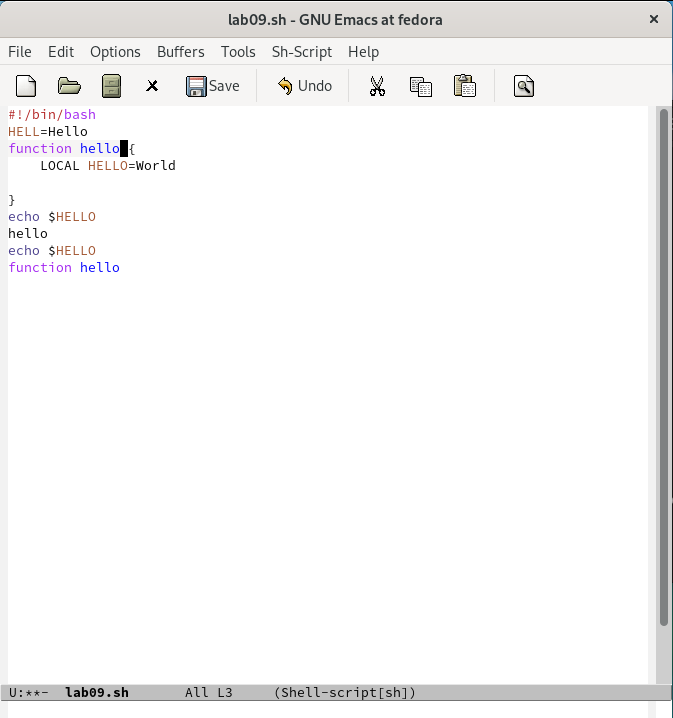 lab09.sh - GNU Emacs at fedora
File Edit Options Buffers Tools Sh-Script Help
Save Undo
#!/bin/bash
HELL=Hello
function hello {
    LOCAL HELLO=World
}
echo $HELLO
hello
echo $HELLO
function hello
U:**- lab09.sh All L3 (Shell-script[sh])